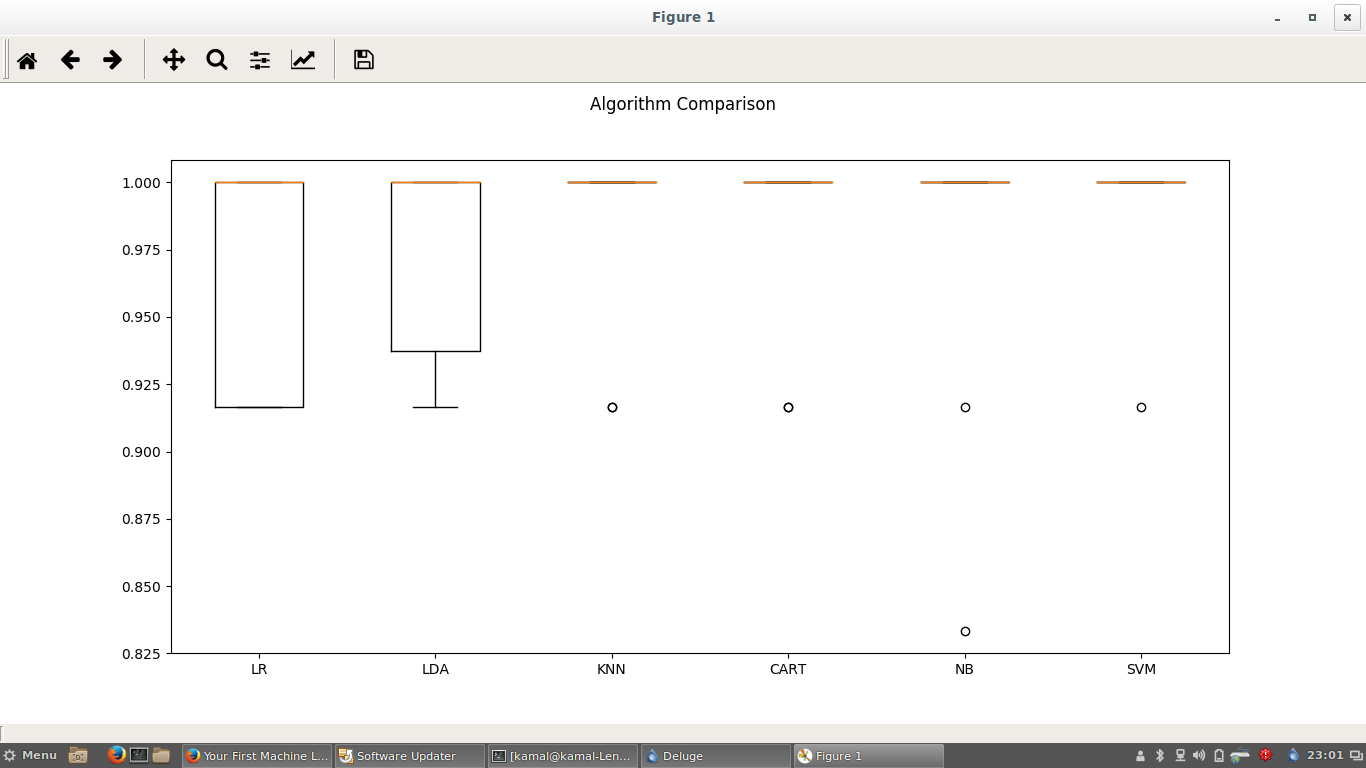 Figure 1
Algorithm Comparison
1.000
0.975
0.950
0.925
0.900
0.875
0.850
0.825
LR LDA KNN CART NB SVM
Menu Your First Machine L... Software Updater [kamal@kamal-Len... Deluge Figure 1 23:01